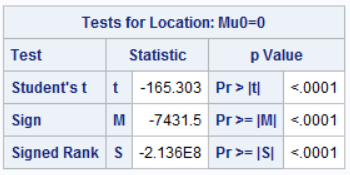 Tests for Location: Mu0=0
Test Statistic p Value
Student's t t -165.303 Pr > |t| <.0001
Sign M -7431.5 Pr >= |M| <.0001
Signed Rank S -2.136E8 Pr >= |S| <.0001